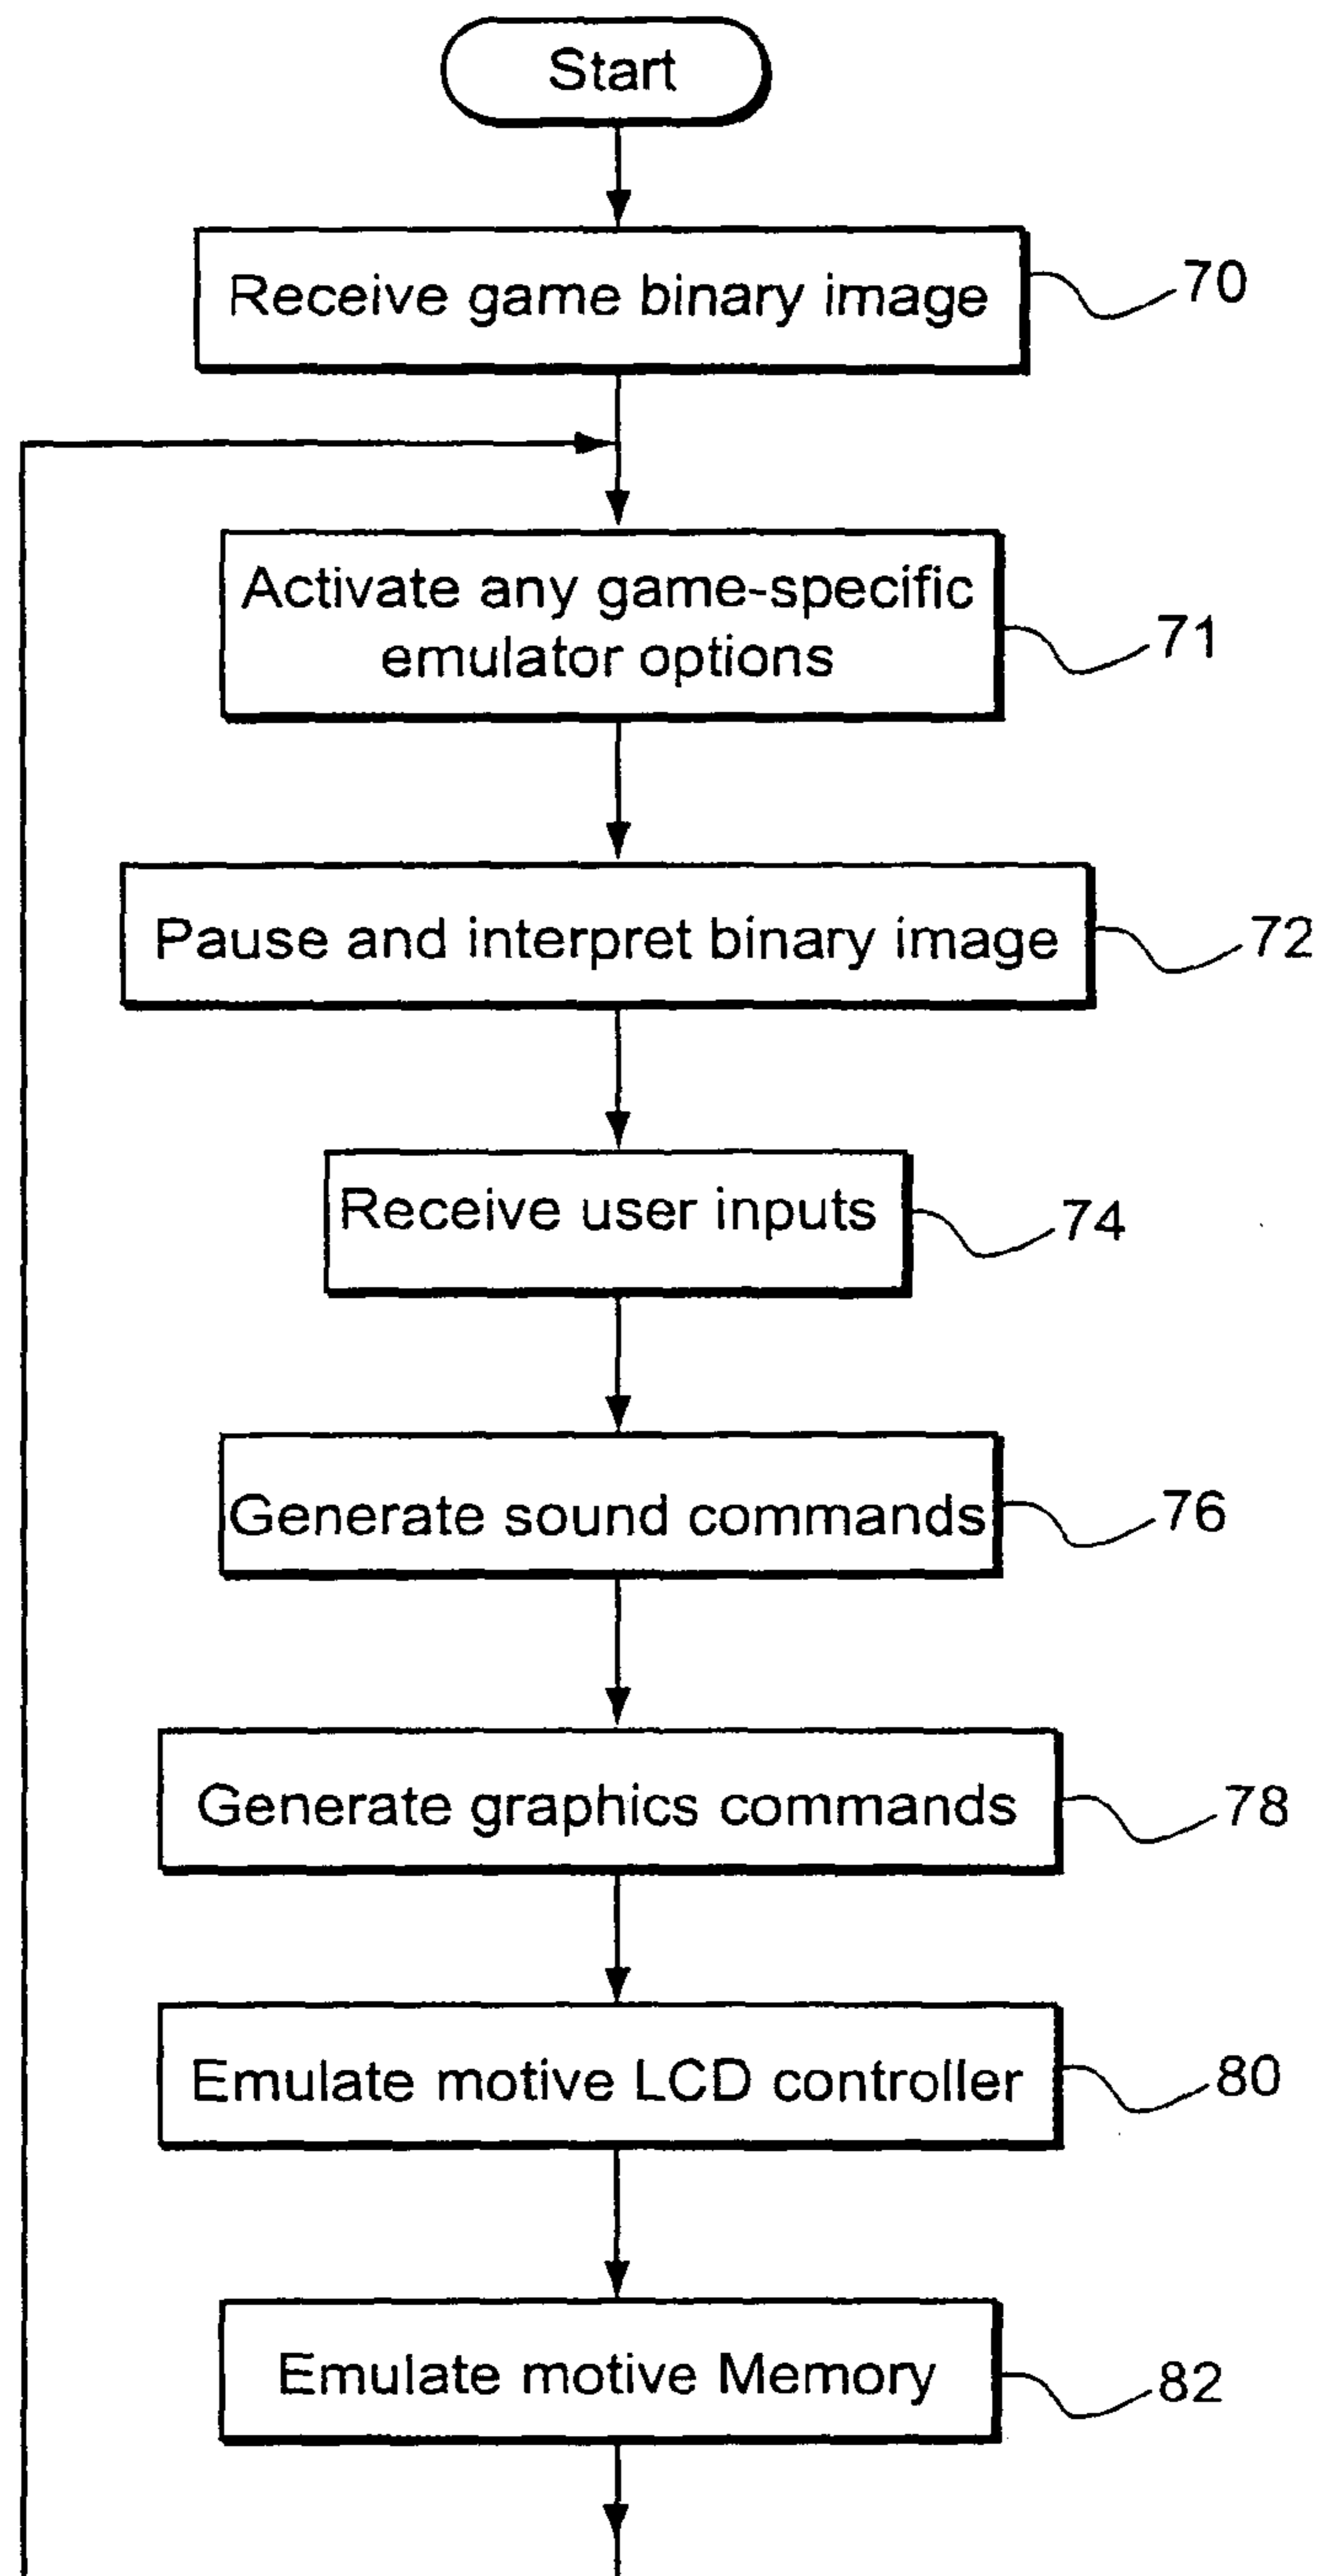 Start
Receive game binary image
70
Activate any game-specific
emulator options
71
Pause and interpret binary image
72
Receive user inputs
74
Generate sound commands
76
Generate graphics commands
78
Emulate motive LCD controller
80
Emulate motive Memory
82